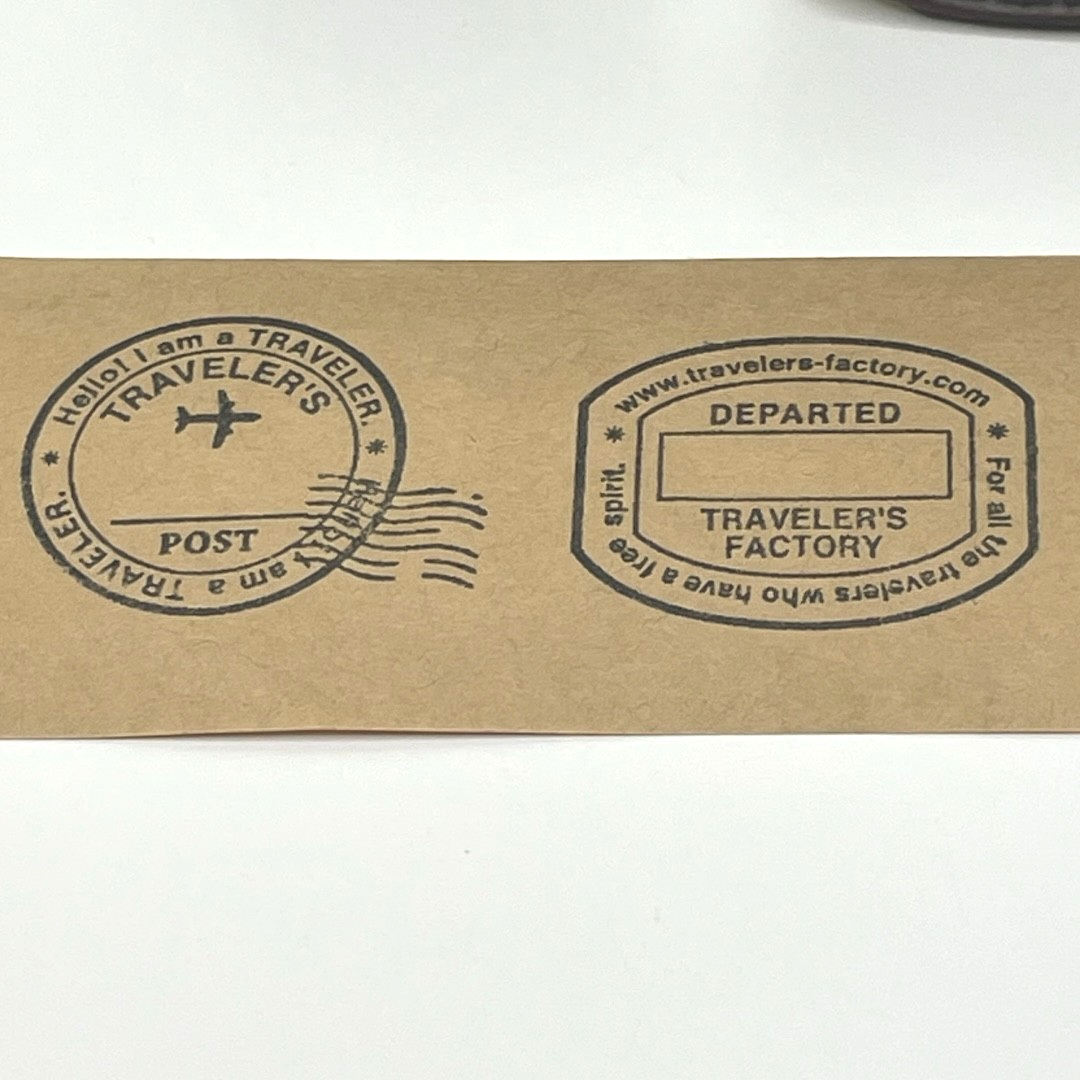 Hello! I am a TRAVELER.
TRAVELER'S
POST
Hello! I am a TRAVELER.
www.travelers-factory.com
DEPARTED
TRAVELER'S
FACTORY
For all the travelers who have a free spirit.